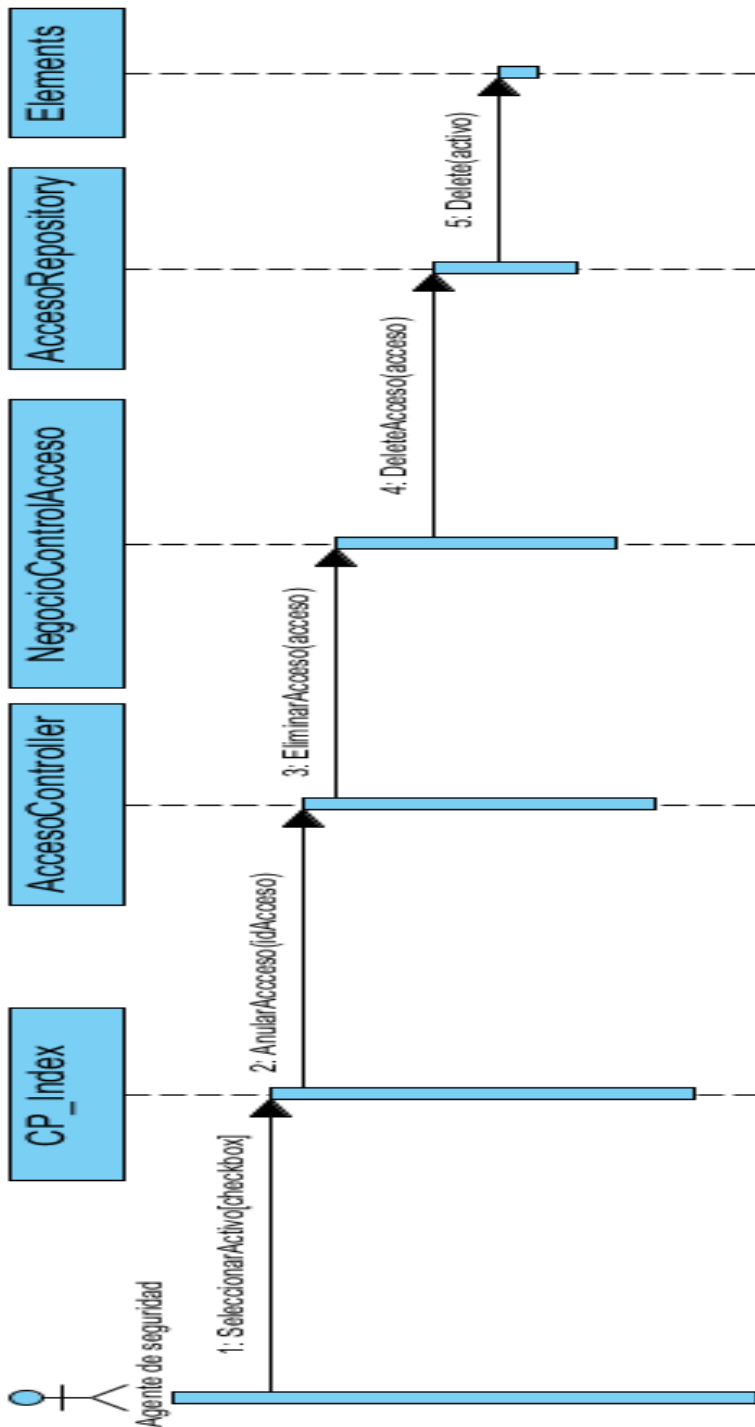 Agente de seguridad
CP_Index
AccesoController
NegocioControlAcceso
AccesoRepository
Elements
1: SeleccionarActivo[checkbox]
2: AnularAccceso(idAcceso)
3: EliminarAcceso(acceso)
4: DeleteAcceso(acceso)
5: Delete(activo)